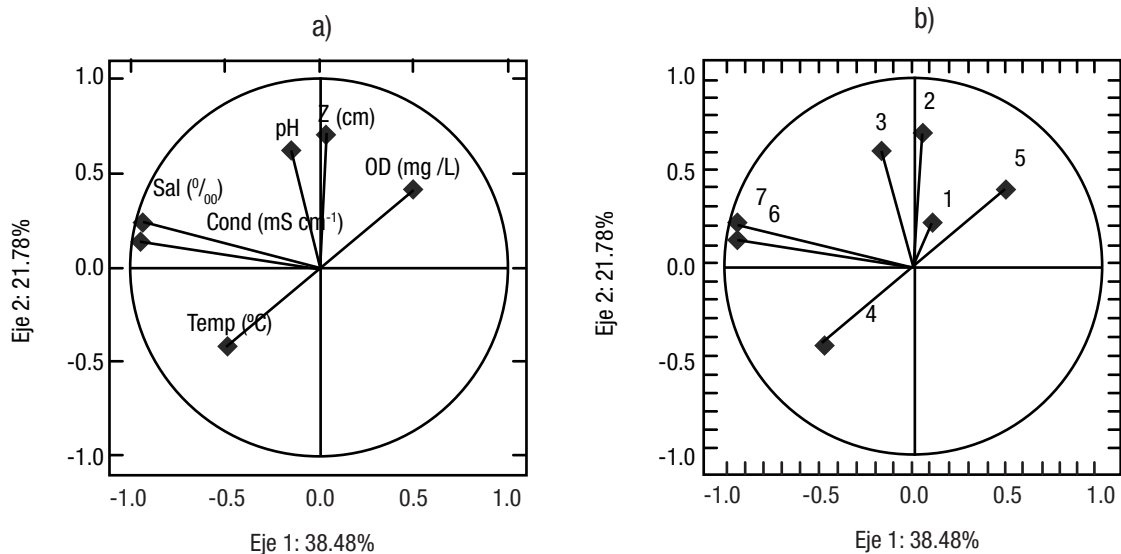 a)
1.0
0.5
0.0
-0.5
-1.0
Eje 2: 21.78%
pH
Z (cm)
OD (mg /L)
Sal (⁰/₀₀)
Cond (mS cm⁻¹)
Temp (ºC)
-1.0 -0.5 0.0 0.5 1.0
Eje 1: 38.48%
b)
1.0
0.5
0.0
-0.5
-1.0
Eje 2: 21.78%
2
3
5
7
6
1
4
-1.0 -0.5 0.0 0.5 1.0
Eje 1: 38.48%